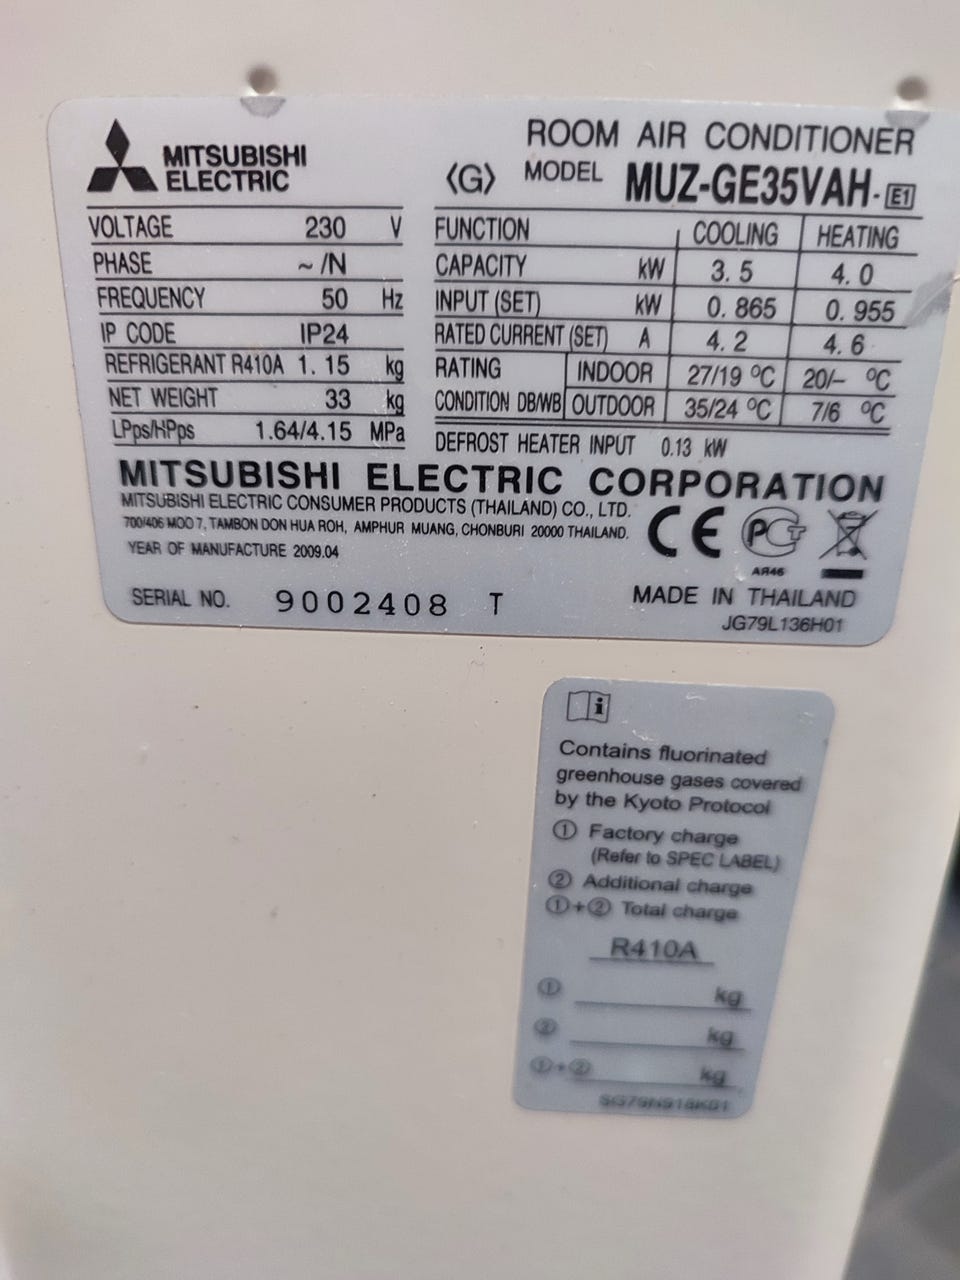 MITSUBISHI
ELECTRIC
ROOM AIR CONDITIONER
⟨G⟩ MODEL MUZ-GE35VAH-E1
VOLTAGE 230 V
PHASE ~/N
FREQUENCY 50 Hz
IP CODE IP24
REFRIGERANT R410A 1.15 kg
NET WEIGHT 33 kg
LPps/HPps 1.64/4.15 MPa
FUNCTION COOLING HEATING
CAPACITY kW 3.5 4.0
INPUT (SET) kW 0.865 0.955
RATED CURRENT (SET) A 4.2 4.6
RATING INDOOR 27/19 ºC 20/– ºC
CONDITION DB/WB OUTDOOR 35/24 ºC 7/6 ºC
DEFROST HEATER INPUT 0.13 kW
MITSUBISHI ELECTRIC CORPORATION
MITSUBISHI ELECTRIC CONSUMER PRODUCTS (THAILAND) CO., LTD.
700/406 MOO 7, TAMBON DON HUA ROH, AMPHUR MUANG, CHONBURI 20000 THAILAND.
YEAR OF MANUFACTURE 2009.04
CE PCT
АЯ46
SERIAL NO. 9002408 T
MADE IN THAILAND
JG79L136H01
i
Contains fluorinated
greenhouse gases covered
by the Kyoto Protocol
① Factory charge
(Refer to SPEC LABEL)
② Additional charge
①+② Total charge
R410A
① kg
② kg
①+② kg
SG79N918K01